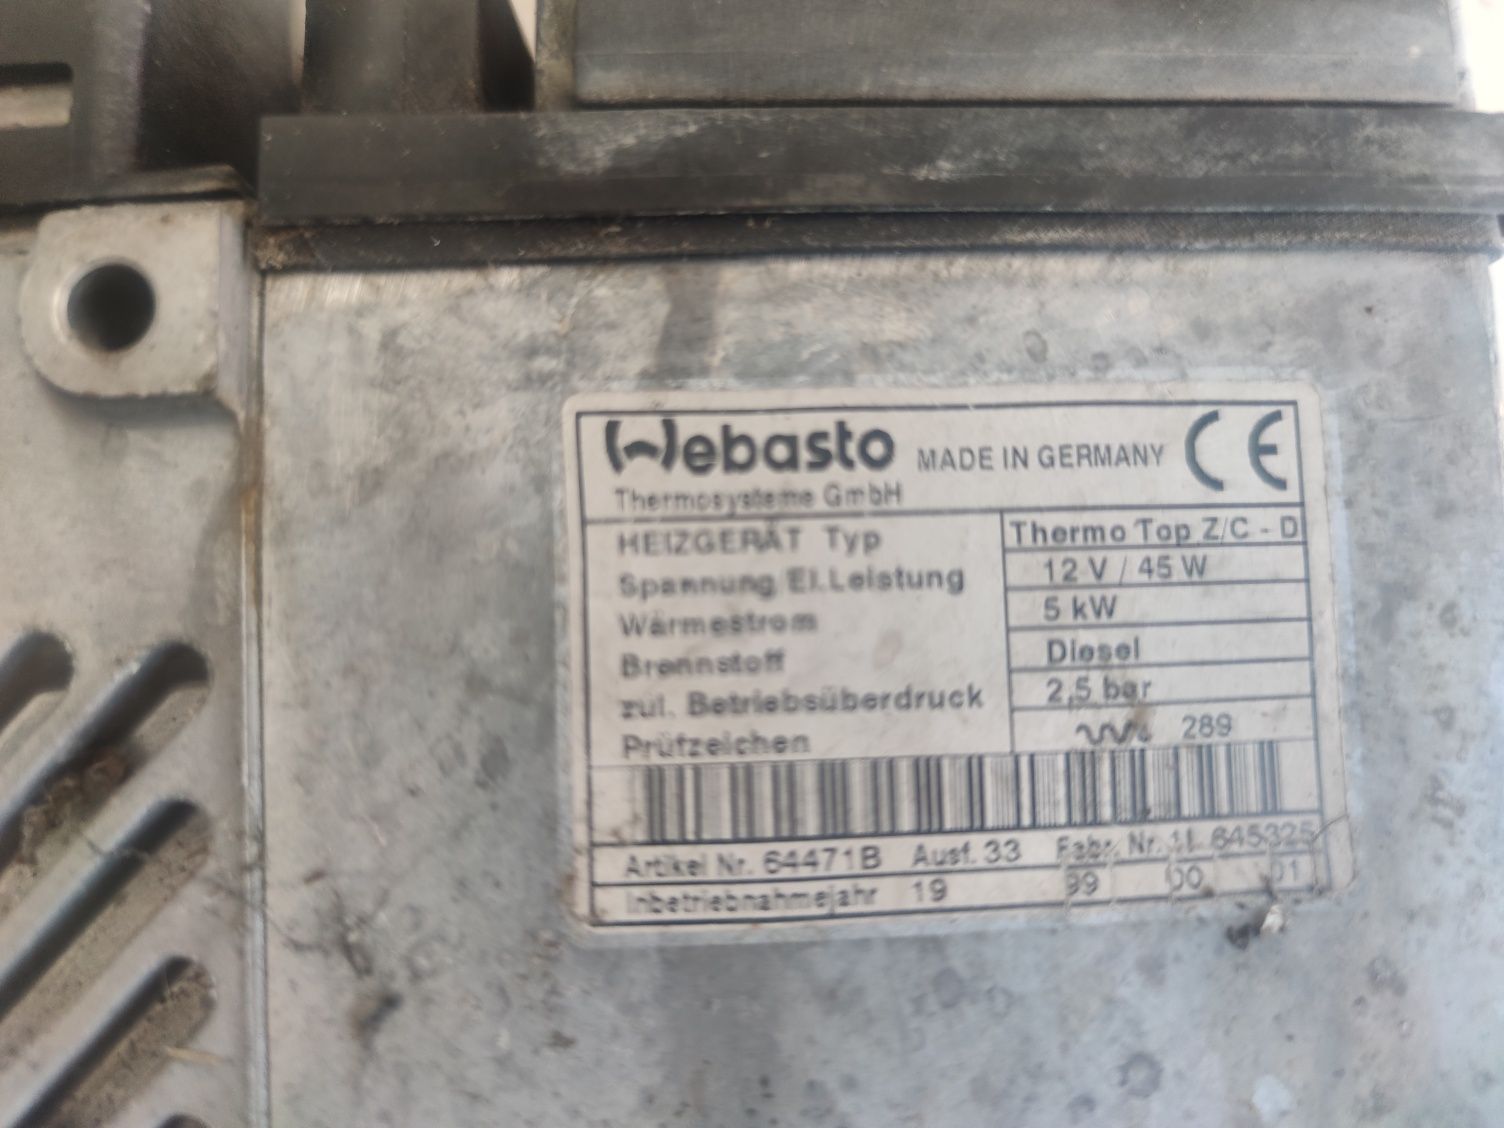 Webasto MADE IN GERMANY CE
Thermosysteme GmbH
HEIZGERÄT Typ Thermo Top Z/C - D
Spannung/El.Leistung 12 V / 45 W
Wärmestrom 5 kW
Brennstoff Diesel
zul. Betriebsüberdruck 2,5 bar
Prüfzeichen 289
Artikel Nr. 64471B Ausf. 33 Fabr. Nr. 645325
Inbetriebnahmejahr 19 99 00 01